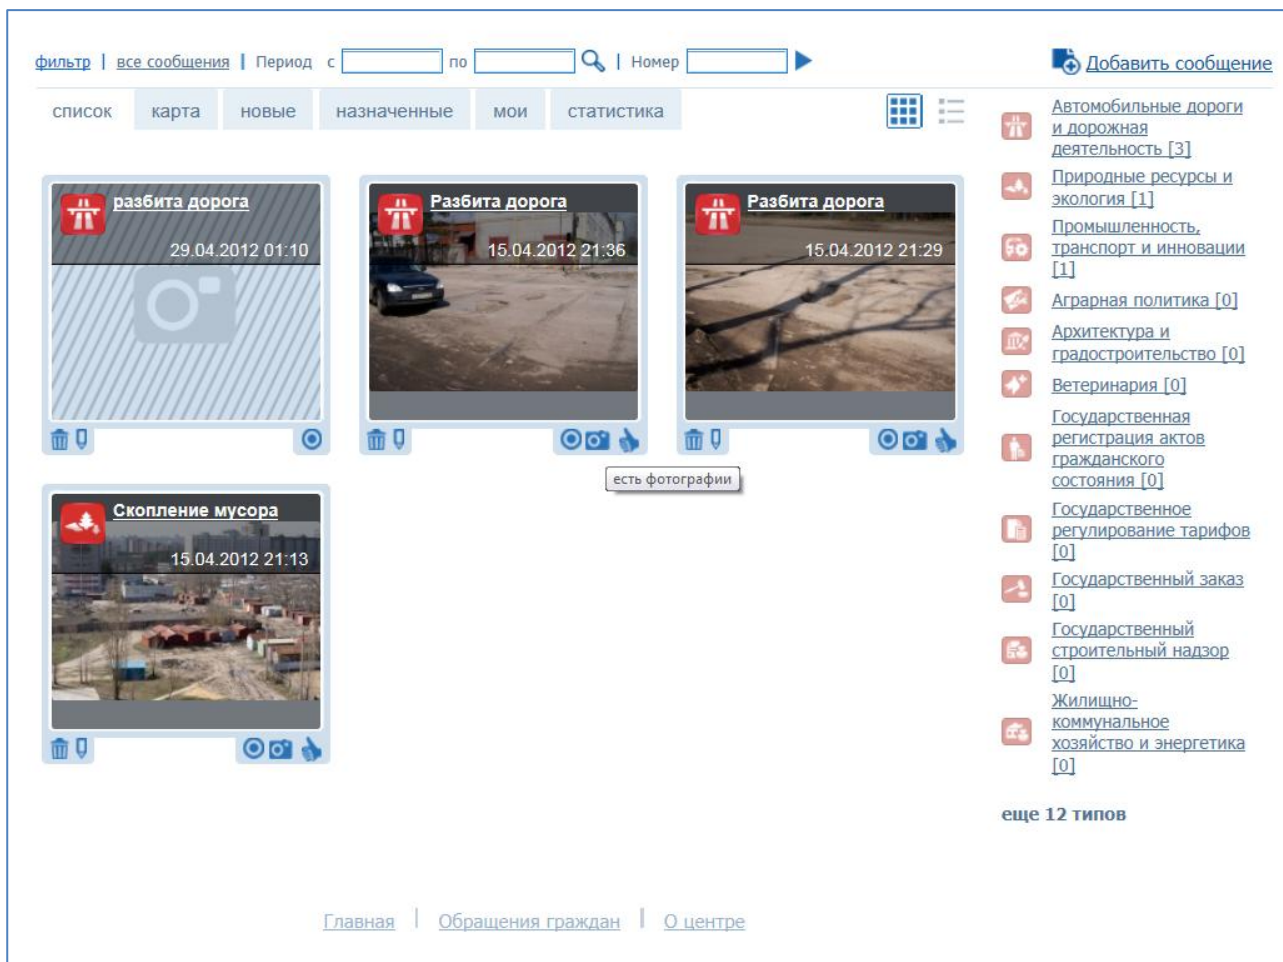 фильтр | все сообщения | Период с по | Номер
Добавить сообщение
список карта новые назначенные мои статистика
разбита дорога
29.04.2012 01:10
Разбита дорога
15.04.2012 21:36
Разбита дорога
15.04.2012 21:29
есть фотографии
Скопление мусора
15.04.2012 21:13
Автомобильные дороги
и дорожная
деятельность [3]
Природные ресурсы и
экология [1]
Промышленность,
транспорт и инновации
[1]
Аграрная политика [0]
Архитектура и
градостроительство [0]
Ветеринария [0]
Государственная
регистрация актов
гражданского
состояния [0]
Государственное
регулирование тарифов
[0]
Государственный заказ
[0]
Государственный
строительный надзор
[0]
Жилищно-
коммунальное
хозяйство и энергетика
[0]
еще 12 типов
Главная | Обращения граждан | О центре